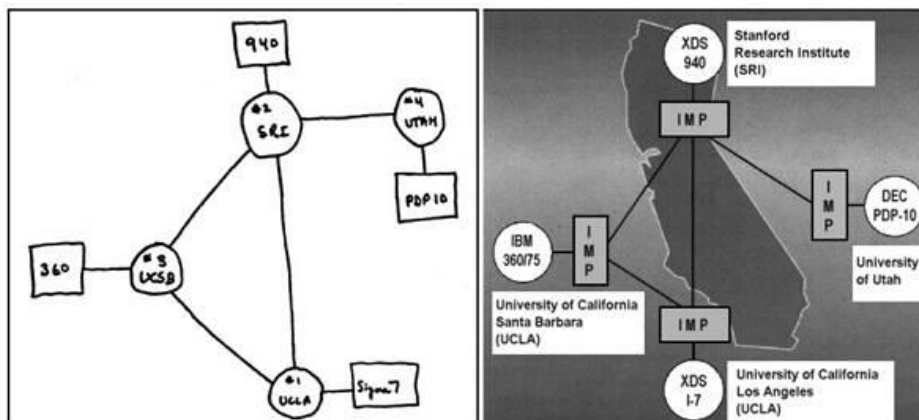 940
#2
SRI
#4
UTAH
PDP10
360
#3
UCSB
#1
UCLA
Sigma7
XDS
940
Stanford
Research Institute
(SRI)
IMP
IMP
DEC
PDP-10
University
of Utah
IBM
360/75
IMP
University of California
Santa Barbara
(UCLA)
IMP
XDS
I-7
University of California
Los Angeles
(UCLA)